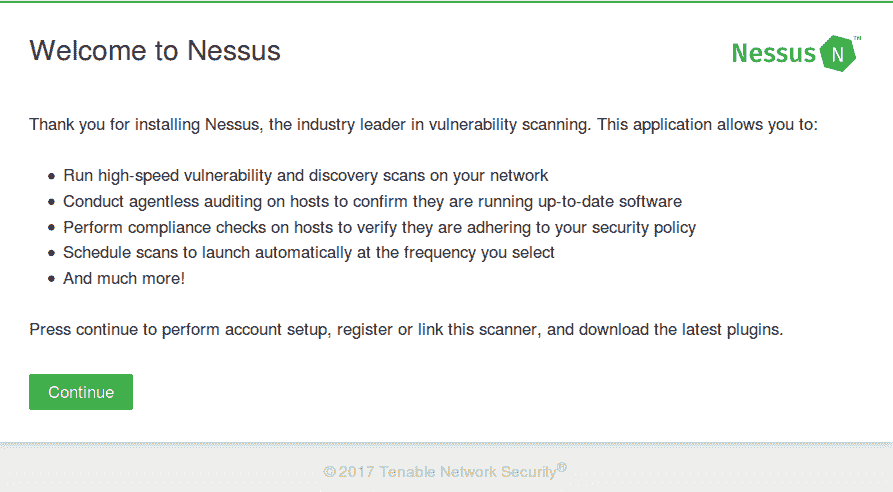 Welcome to Nessus
Nessus N ™
Thank you for installing Nessus, the industry leader in vulnerability scanning. This application allows you to:
• Run high-speed vulnerability and discovery scans on your network
• Conduct agentless auditing on hosts to confirm they are running up-to-date software
• Perform compliance checks on hosts to verify they are adhering to your security policy
• Schedule scans to launch automatically at the frequency you select
• And much more!
Press continue to perform account setup, register or link this scanner, and download the latest plugins.
Continue
© 2017 Tenable Network Security®